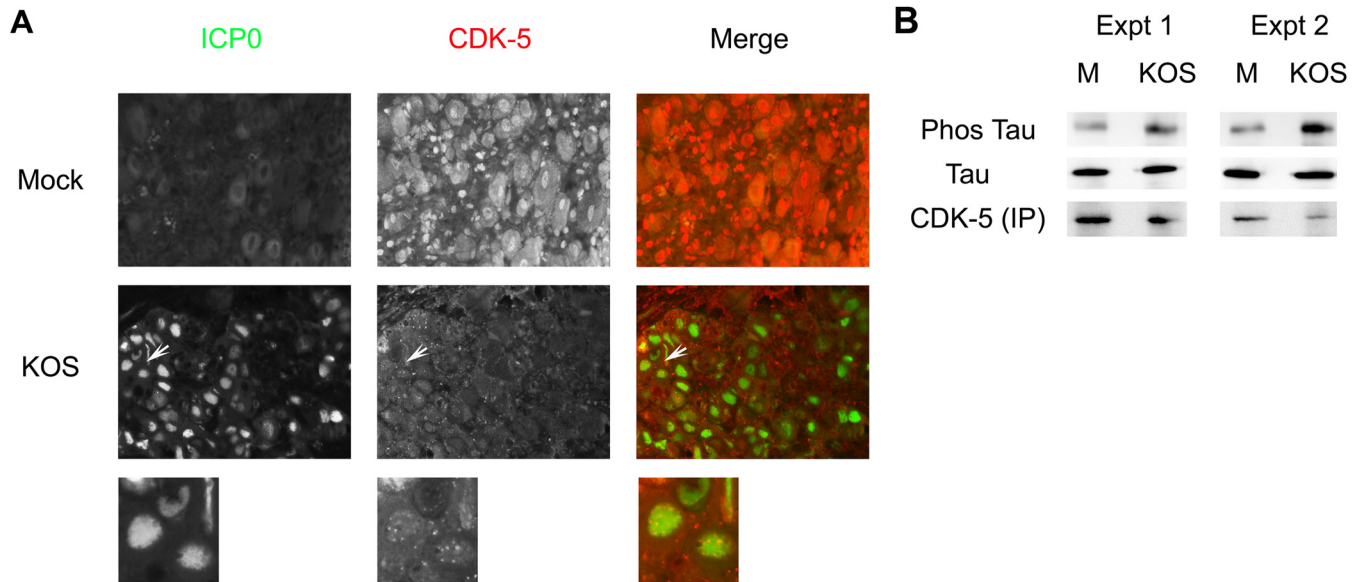 A
ICP0 CDK-5 Merge
Mock
KOS
B
Expt 1 Expt 2
M KOS M KOS
Phos Tau
Tau
CDK-5 (IP)